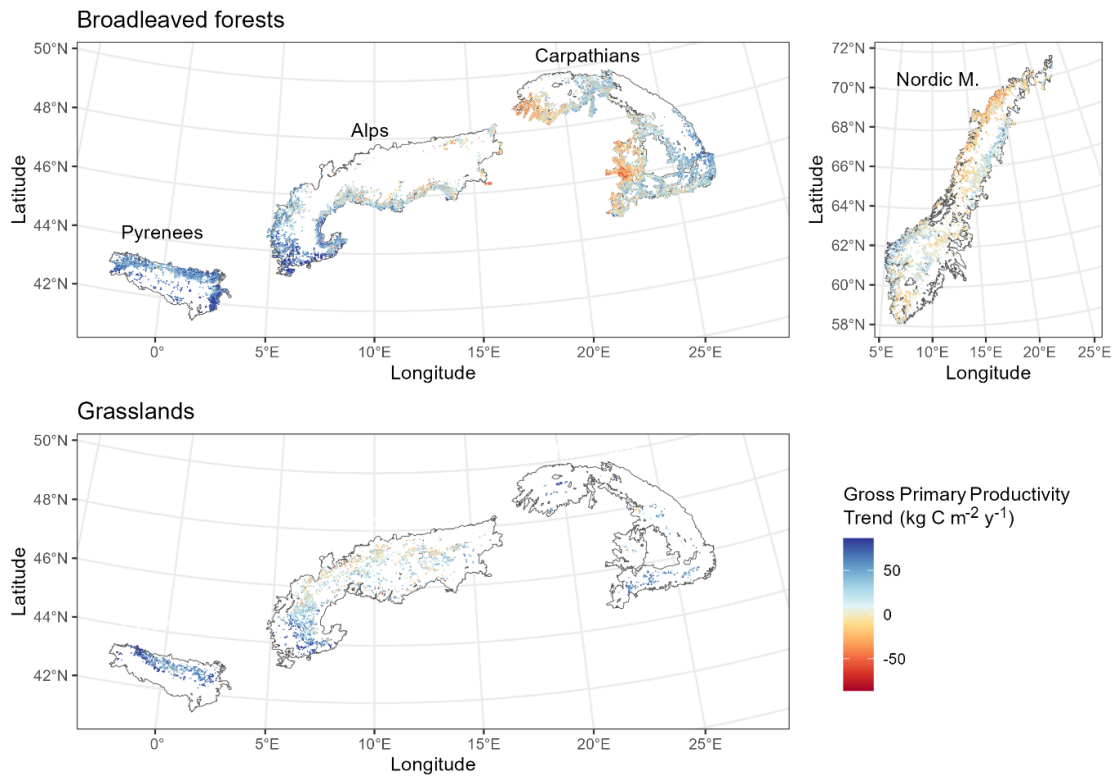 Broadleaved forests
50°N
48°N
46°N
44°N
42°N
Latitude
Pyrenees
Alps
Carpathians
0°
5°E
10°E
15°E
20°E
25°E
Longitude
72°N
70°N
68°N
66°N
64°N
62°N
60°N
58°N
Latitude
Nordic M.
5°E
10°E
15°E
20°E
25°E
Longitude
Grasslands
50°N
48°N
46°N
44°N
42°N
Latitude
0°
5°E
10°E
15°E
20°E
25°E
Longitude
Gross Primary Productivity
Trend (kg C m⁻² y⁻¹)
50
0
-50